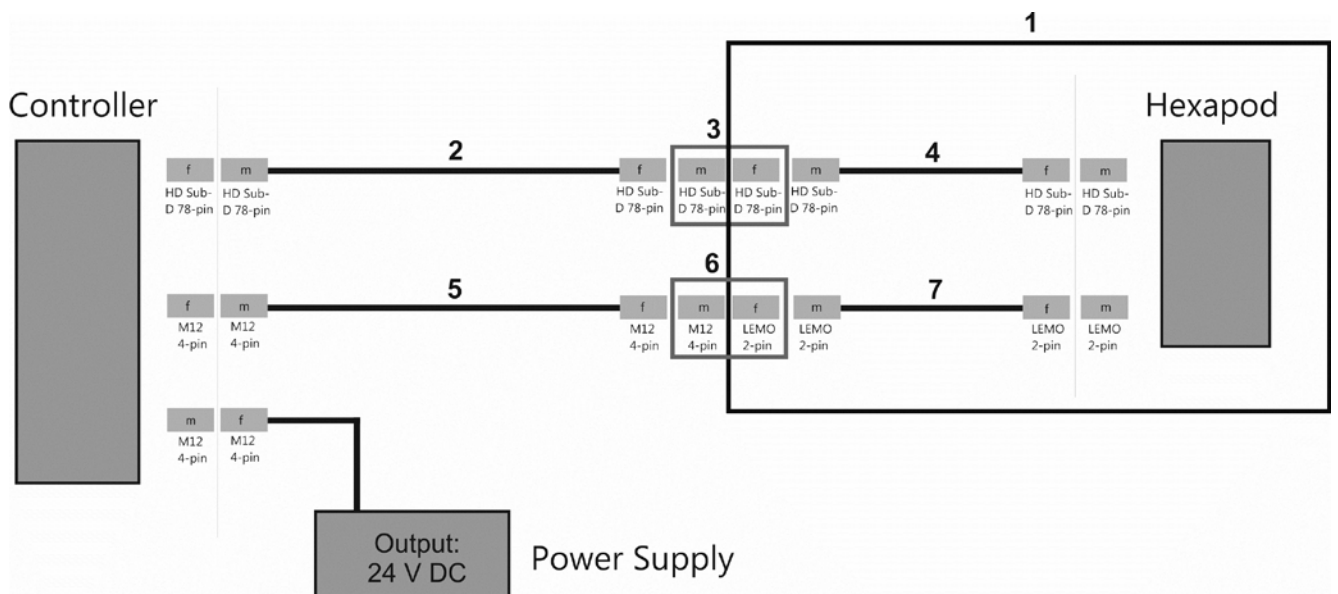 1
Controller
Hexapod
3
2
4
f
m
f
m
f
m
f
m
HD Sub-
D 78-pin
HD Sub-
D 78-pin
HD Sub-
D 78-pin
HD Sub-
D 78-pin
HD Sub-
D 78-pin
HD Sub-
D 78-pin
HD Sub-
D 78-pin
HD Sub-
D 78-pin
6
5
7
f
m
f
m
f
m
f
m
M12
4-pin
M12
4-pin
M12
4-pin
M12
4-pin
LEMO
2-pin
LEMO
2-pin
LEMO
2-pin
LEMO
2-pin
m
f
M12
4-pin
M12
4-pin
Output:
24 V DC
Power Supply